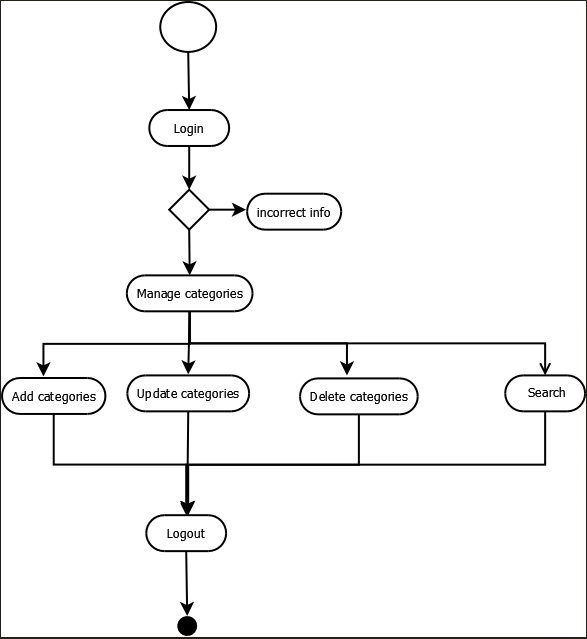 Login
incorrect info
Manage categories
Add categories
Update categories
Delete categories
Search
Logout